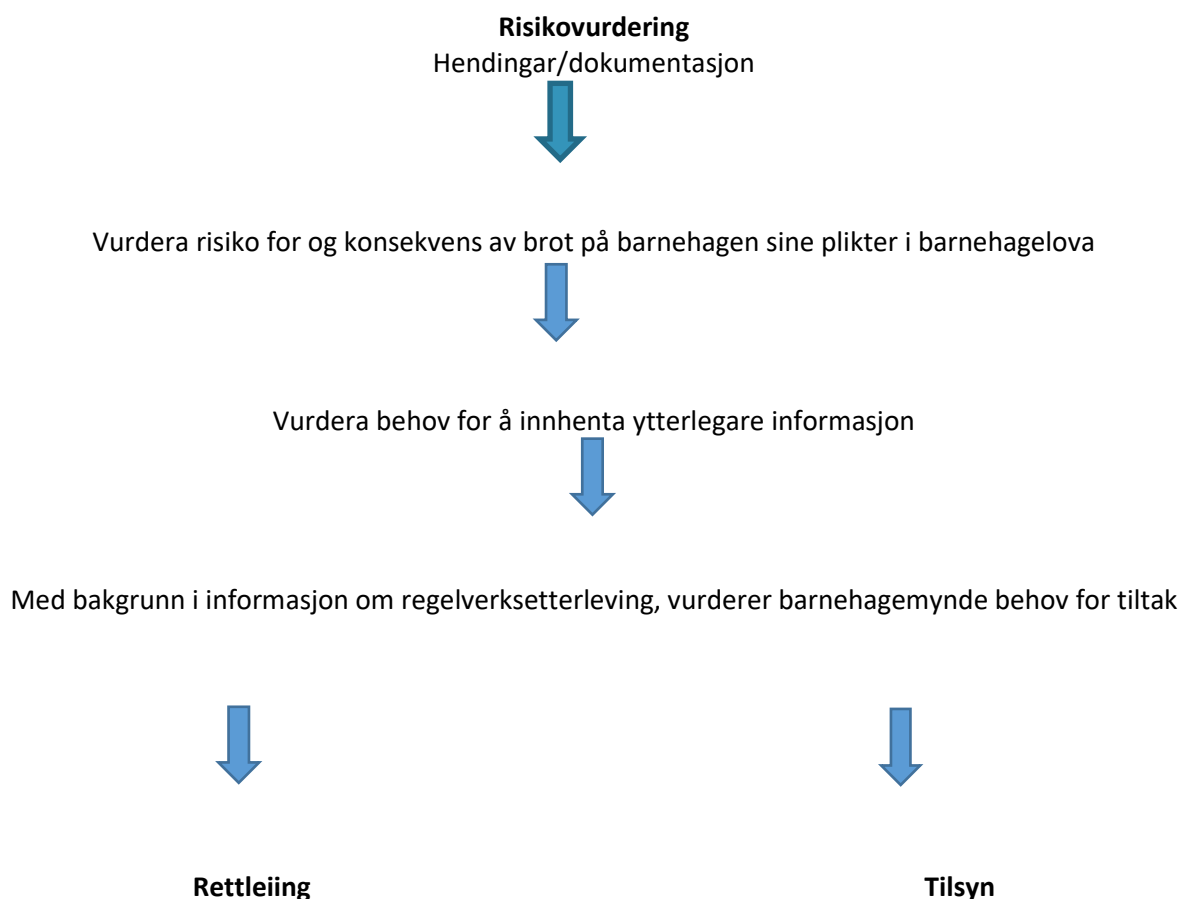 Risikovurdering
Hendingar/dokumentasjon
Vurdera risiko for og konsekvens av brot på barnehagen sine plikter i barnehagelova
Vurdera behov for å innhenta ytterlegare informasjon
Med bakgrunn i informasjon om regelverksetterleving, vurderer barnehagemynde behov for tiltak
Rettleiing
Tilsyn